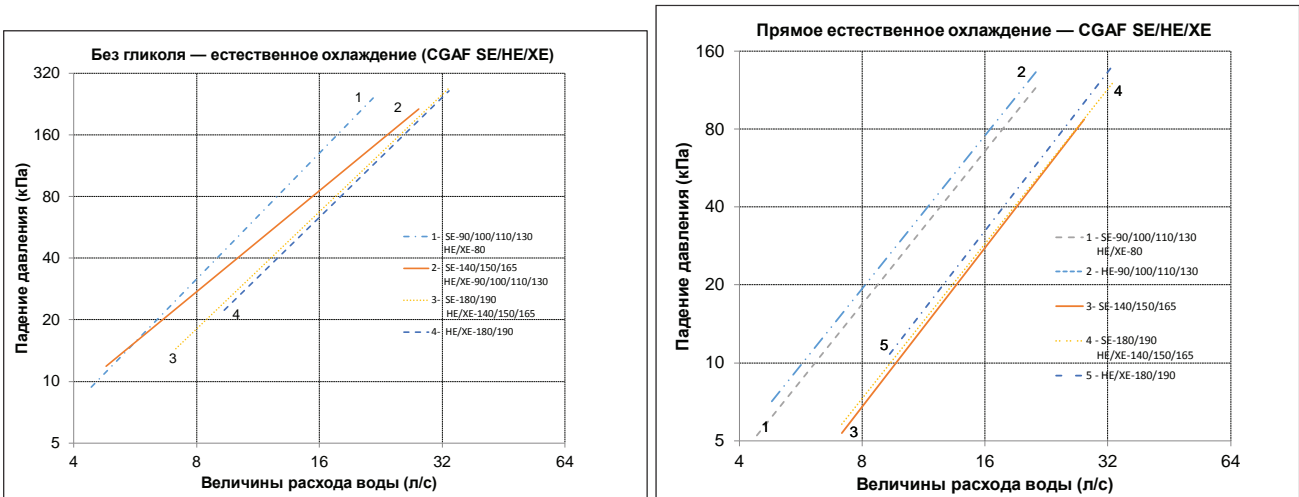 Без гликоля — естественное охлаждение (CGAF SE/HE/XE)
Падение давления (кПа)
320
160
80
40
20
10
5
1
2
3
4
1- SE-90/100/110/130
HE/XE-80
2- SE-140/150/165
HE/XE-90/100/110/130
3- SE-180/190
HE/XE-140/150/165
4- HE/XE-180/190
4
8
16
32
64
Величины расхода воды (л/с)
Прямое естественное охлаждение — CGAF SE/HE/XE
Падение давления (кПа)
160
80
40
20
10
5
2
4
5
1
3
1 - SE-90/100/110/130
HE/XE-80
2 - HE-90/100/110/130
3 - SE-140/150/165
4 - SE-180/190
HE/XE-140/150/165
5 - HE/XE-180/190
4
8
16
32
64
Величины расхода воды (л/с)